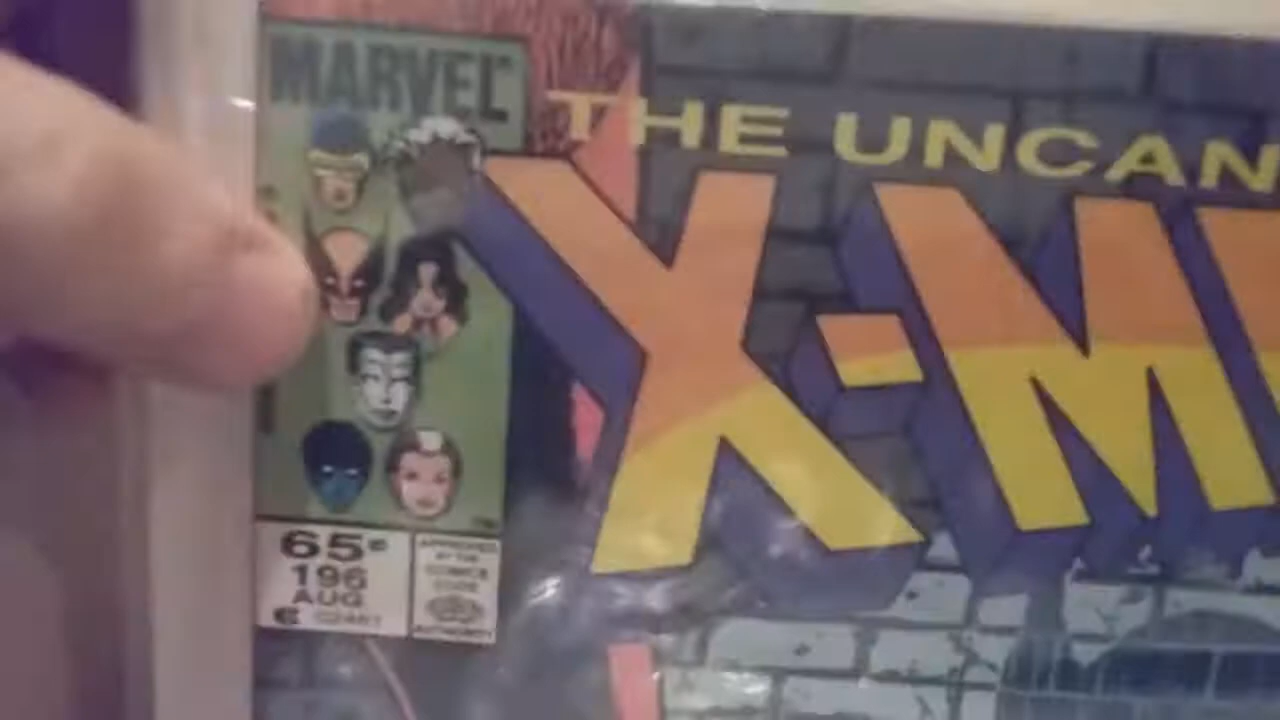 MARVEL
THE UNCAN
X-M
65¢
196
AUG
APPROVED
BY THE
COMICS
CODE
AUTHORITY